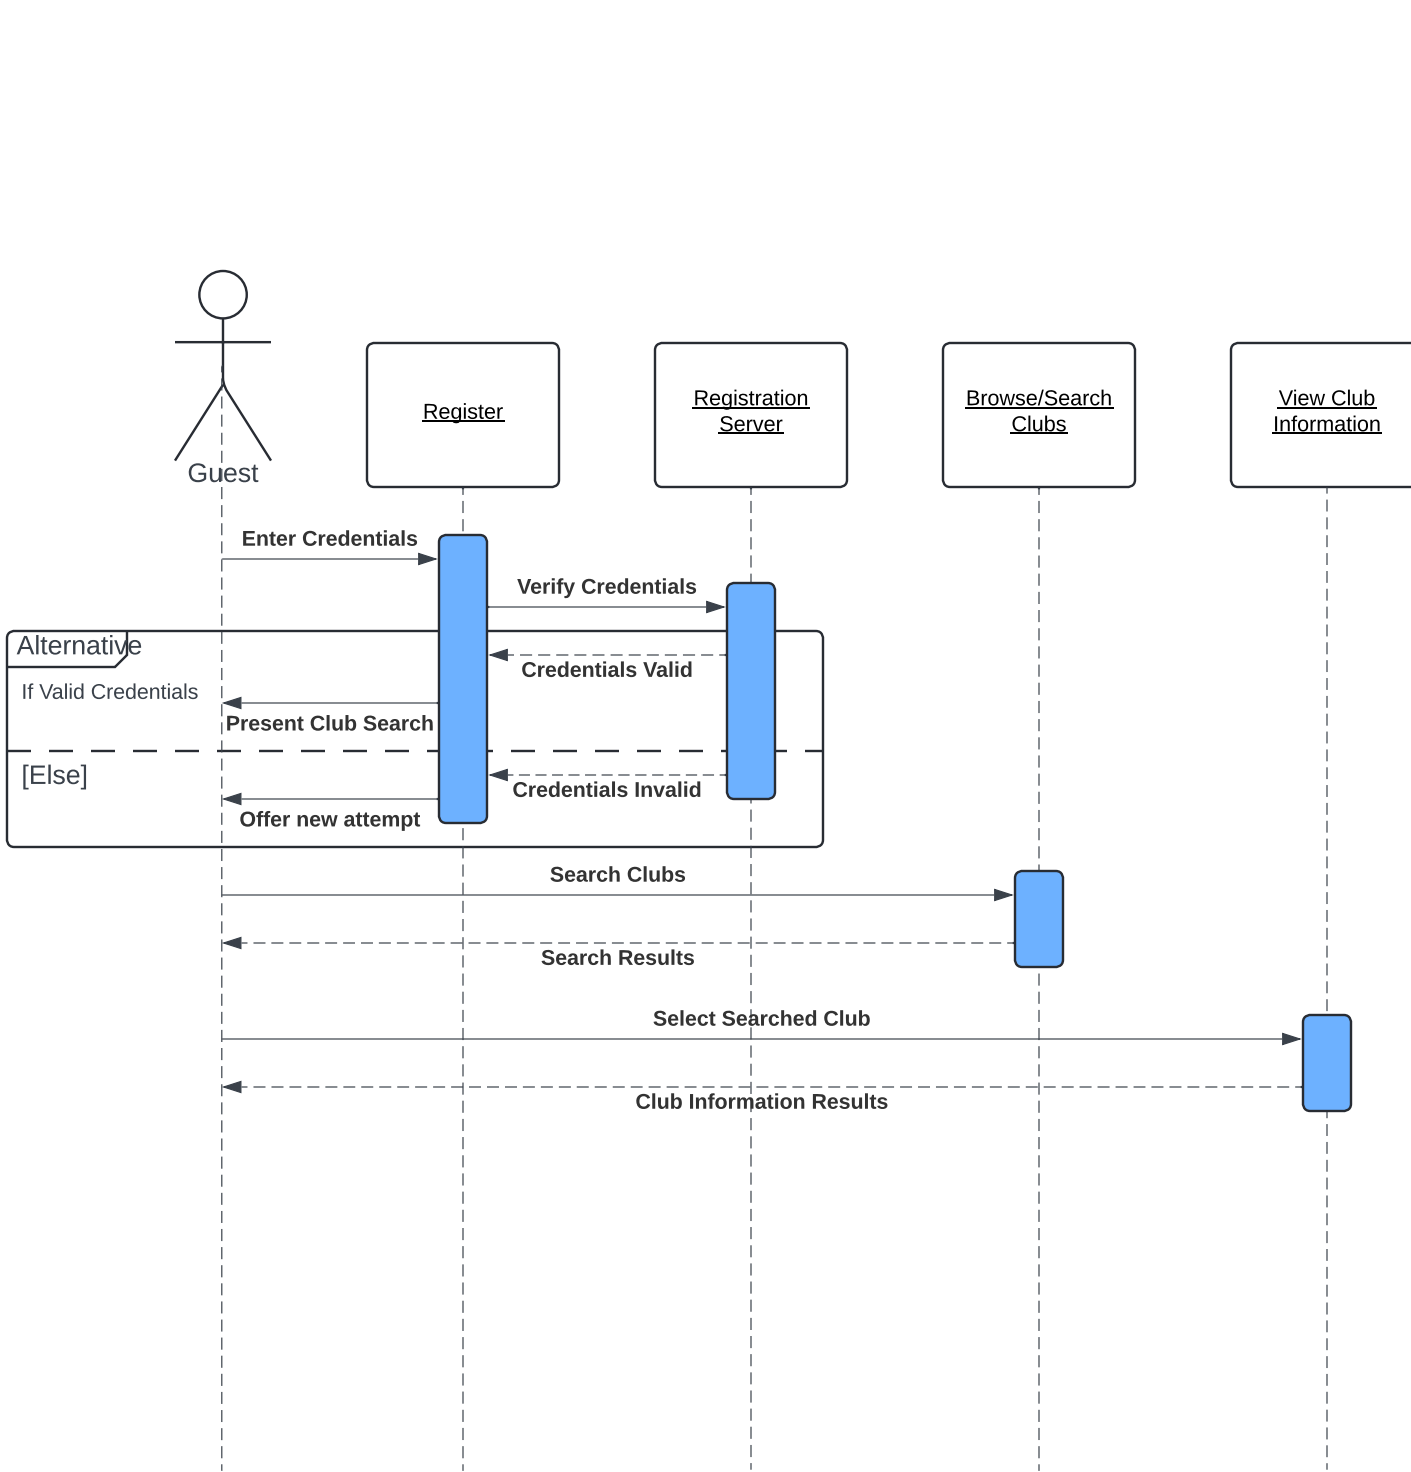 Guest
Register
Registration
Server
Browse/Search
Clubs
View Club
Information
Enter Credentials
Verify Credentials
Alternative
Credentials Valid
If Valid Credentials
Present Club Search
[Else]
Credentials Invalid
Offer new attempt
Search Clubs
Search Results
Select Searched Club
Club Information Results